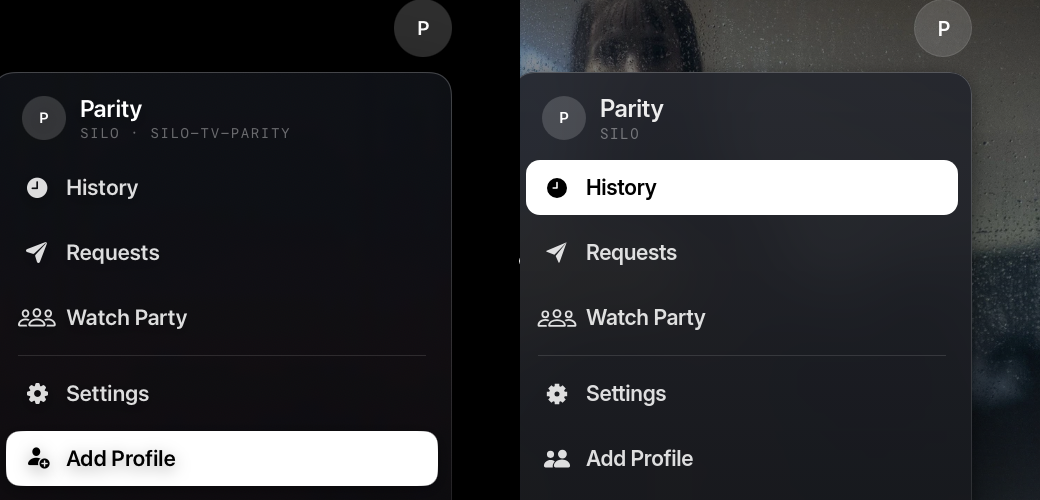 P
P
Parity
SILO · SILO-TV-PARITY
History
Requests
Watch Party
Settings
Add Profile
P
P
Parity
SILO
History
Requests
Watch Party
Settings
Add Profile